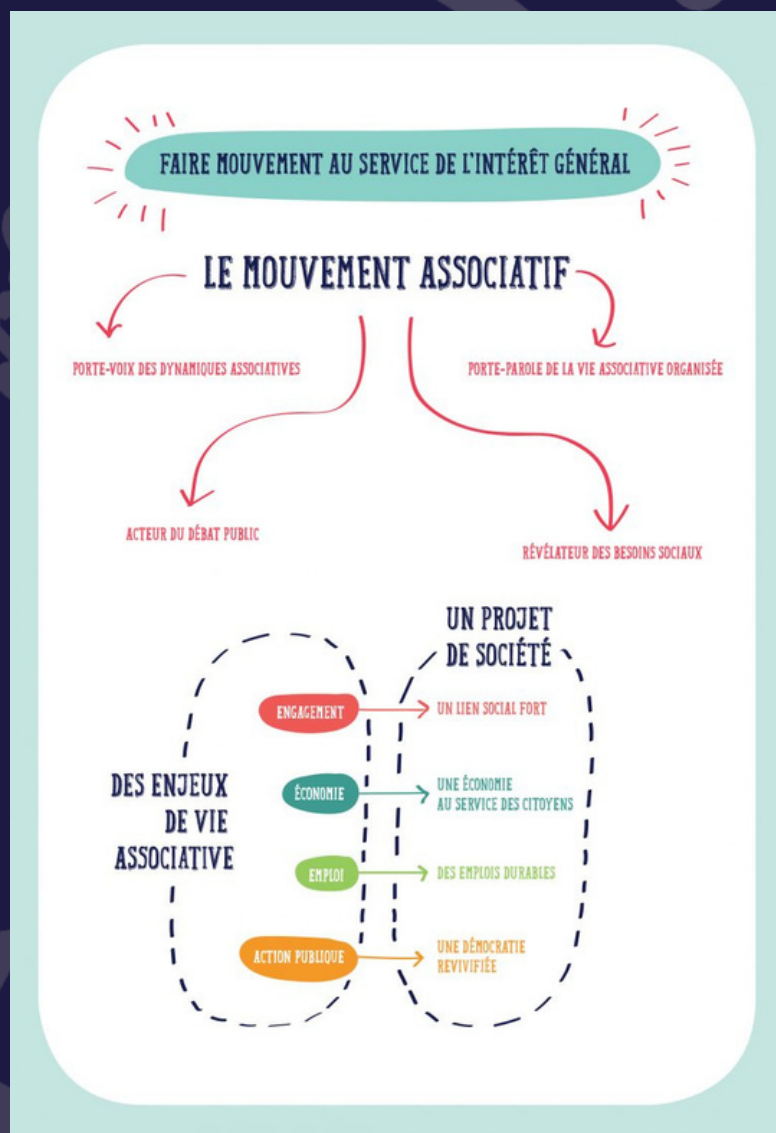 FAIRE MOUVEMENT AU SERVICE DE L'INTÉRÊT GÉNÉRAL
LE MOUVEMENT ASSOCIATIF
PORTE-VOIX DES DYNAMIQUES ASSOCIATIVES
PORTE-PAROLE DE LA VIE ASSOCIATIVE ORGANISÉE
ACTEUR DU DÉBAT PUBLIC
RÉVÉLATEUR DES BESOINS SOCIAUX
UN PROJET
DE SOCIÉTÉ
DES ENJEUX
DE VIE
ASSOCIATIVE
ENGAGEMENT
UN LIEN SOCIAL FORT
ÉCONOMIE
UNE ÉCONOMIE
AU SERVICE DES CITOYENS
EMPLOI
DES EMPLOIS DURABLES
ACTION PUBLIQUE
UNE DÉMOCRATIE
REVIVIFIÉE